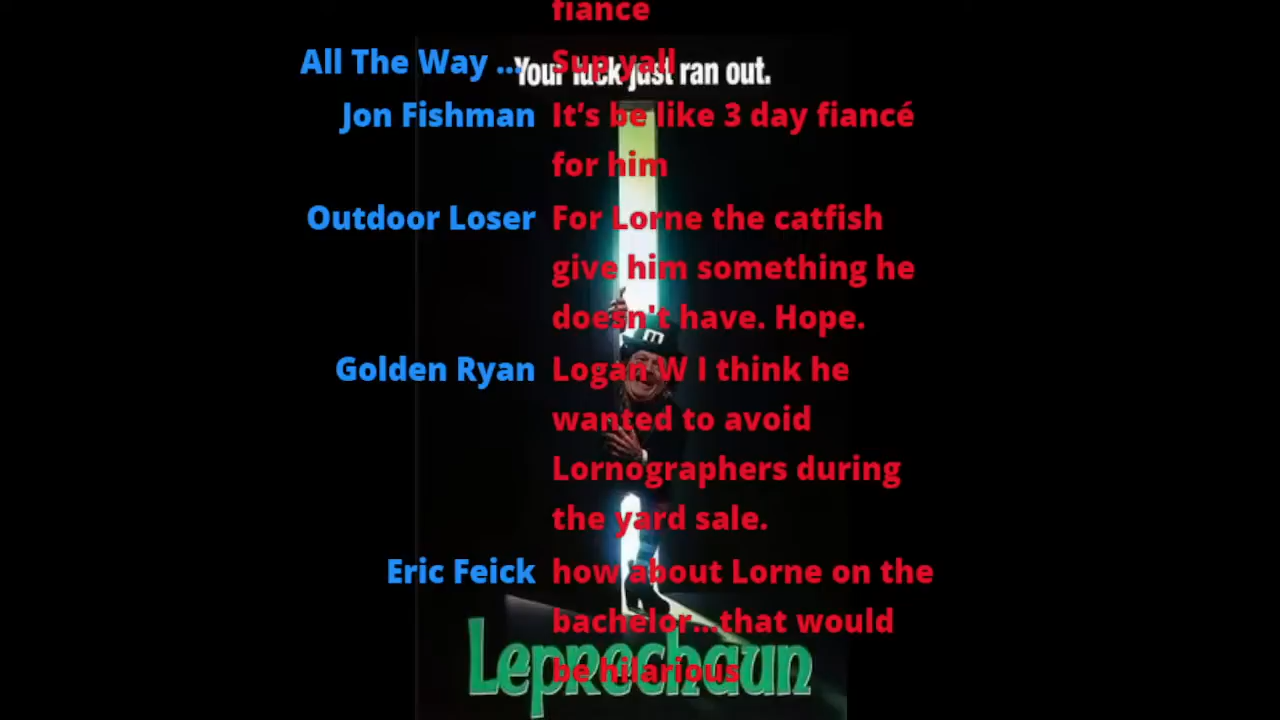 fiancé
All The Way ... Sup yall
Your luck just ran out.
Jon Fishman It’s be like 3 day fiancé
for him
Outdoor Loser For Lorne the catfish
give him something he
doesn't have. Hope.
m
Golden Ryan Logan W I think he
wanted to avoid
Lornographers during
the yard sale.
Eric Feick how about Lorne on the
bachelor...that would
be hilarious
Leprechaun